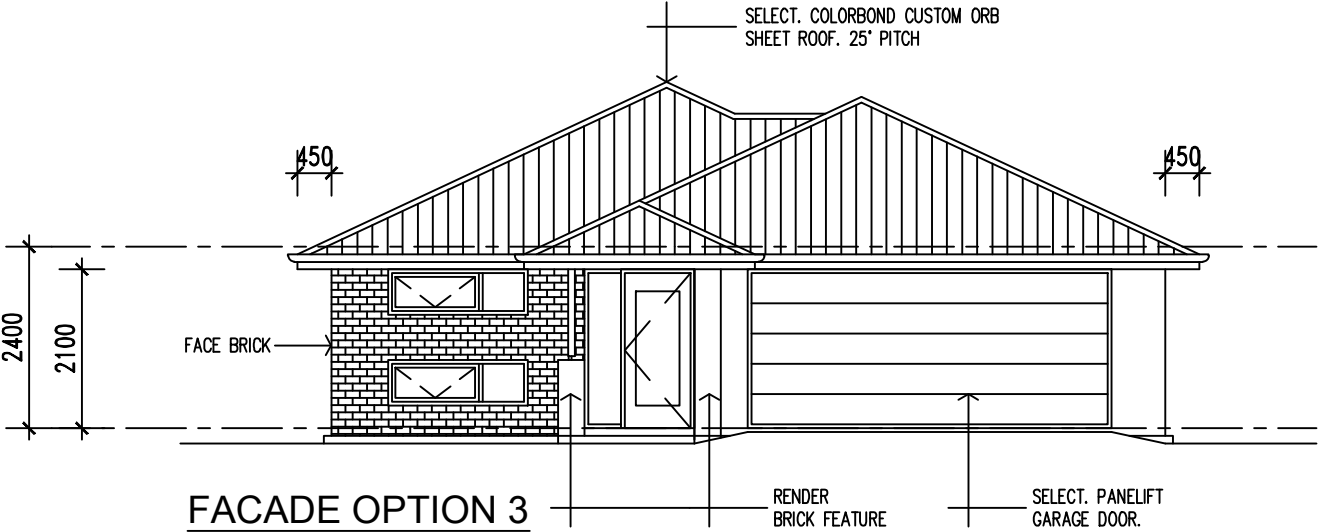 SELECT. COLORBOND CUSTOM ORB
SHEET ROOF. 25° PITCH
450
450
2400
2100
FACE BRICK
FACADE OPTION 3
RENDER
BRICK FEATURE
SELECT. PANELIFT
GARAGE DOOR.